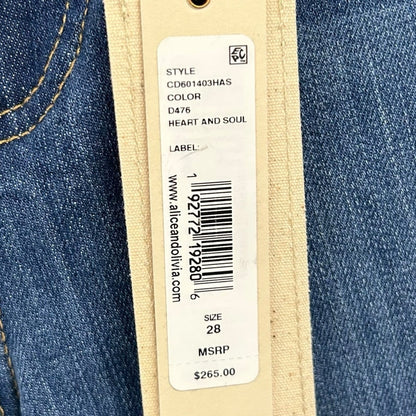 STYLE
CD601403HAS
COLOR
D476
HEART AND SOUL
LABEL:
1 92772 19280 6
www.aliceandolivia.com
SIZE
28
MSRP
$265.00